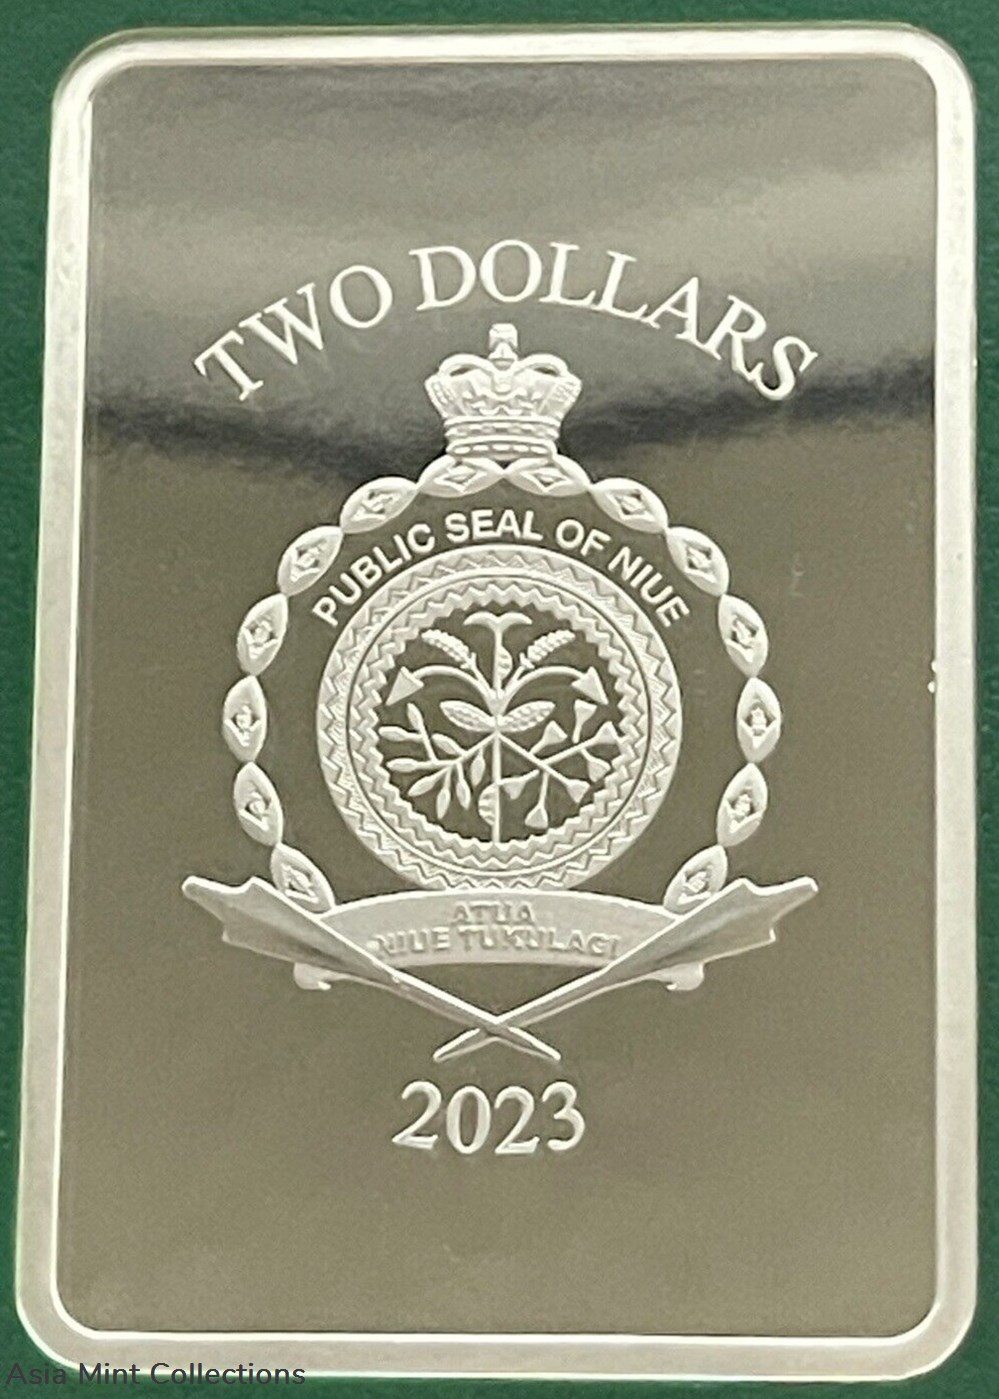 TWO DOLLARS
PUBLIC SEAL OF NIUE
ATUA
NIUE TUKULAGI
2023
Asia Mint Collections